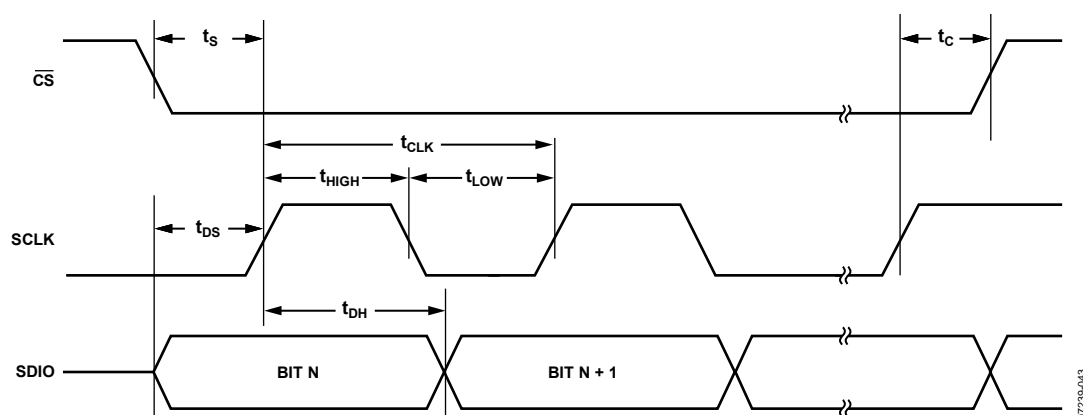 tS
tC
CS
tCLK
tHIGH
tLOW
tDS
SCLK
tDH
SDIO
BIT N
BIT N + 1